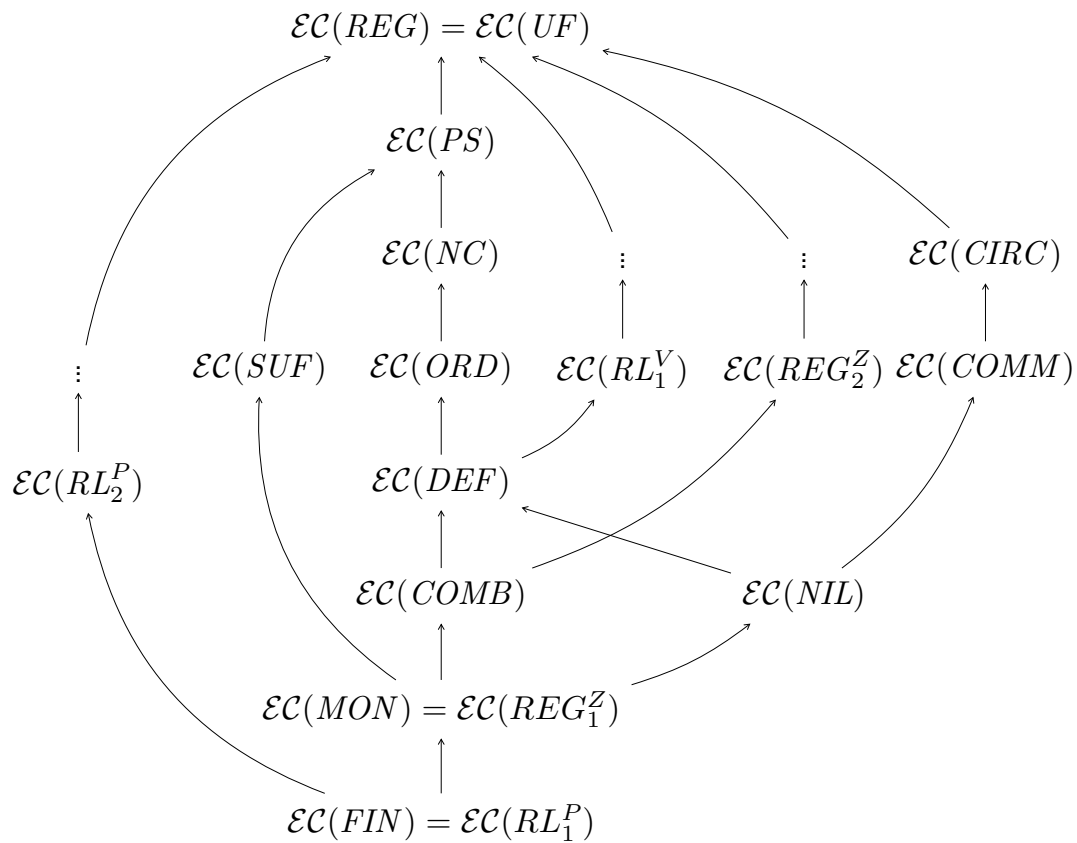 ℰ𝒞(REG) = ℰ𝒞(UF)
ℰ𝒞(PS)
ℰ𝒞(NC) ⋮ ⋮ ℰ𝒞(CIRC)
⋮ ℰ𝒞(SUF) ℰ𝒞(ORD) ℰ𝒞(RL₁^V) ℰ𝒞(REG₂^Z) ℰ𝒞(COMM)
ℰ𝒞(RL₂^P) ℰ𝒞(DEF)
ℰ𝒞(COMB) ℰ𝒞(NIL)
ℰ𝒞(MON) = ℰ𝒞(REG₁^Z)
ℰ𝒞(FIN) = ℰ𝒞(RL₁^P)